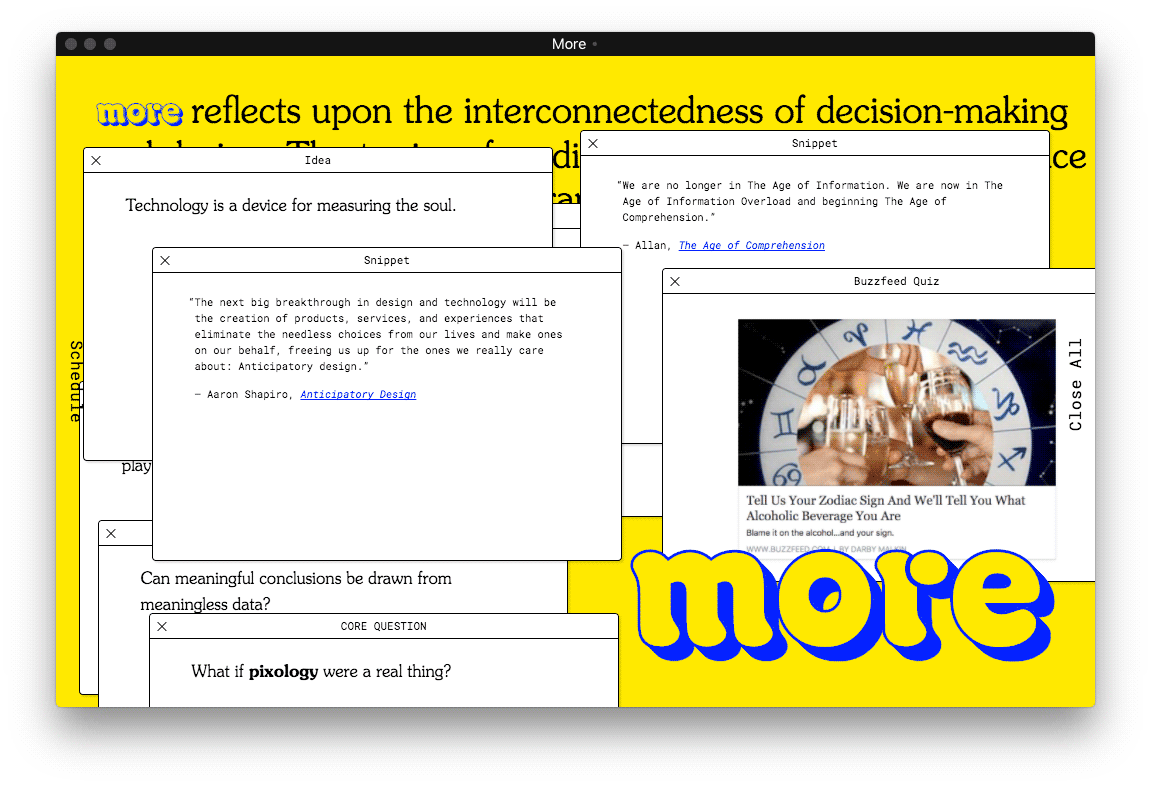 More
more reflects upon the interconnectedness of decision-making
Idea
Technology is a device for measuring the soul.
Snippet
“We are no longer in The Age of Information. We are now in The
Age of Information Overload and beginning The Age of
Comprehension.”
— Allan, The Age of Comprehension
Snippet
“The next big breakthrough in design and technology will be
the creation of products, services, and experiences that
eliminate the needless choices from our lives and make ones
on our behalf, freeing us up for the ones we really care
about: Anticipatory design.”
— Aaron Shapiro, Anticipatory Design
Buzzfeed Quiz
Tell Us Your Zodiac Sign And We'll Tell You What
Alcoholic Beverage You Are
Blame it on the alcohol...and your sign.
WWW.BUZZFEED.COM | BY DARBY MALKIN
Schedule
Close All
play
Can meaningful conclusions be drawn from
meaningless data?
CORE QUESTION
What if pixology were a real thing?
more